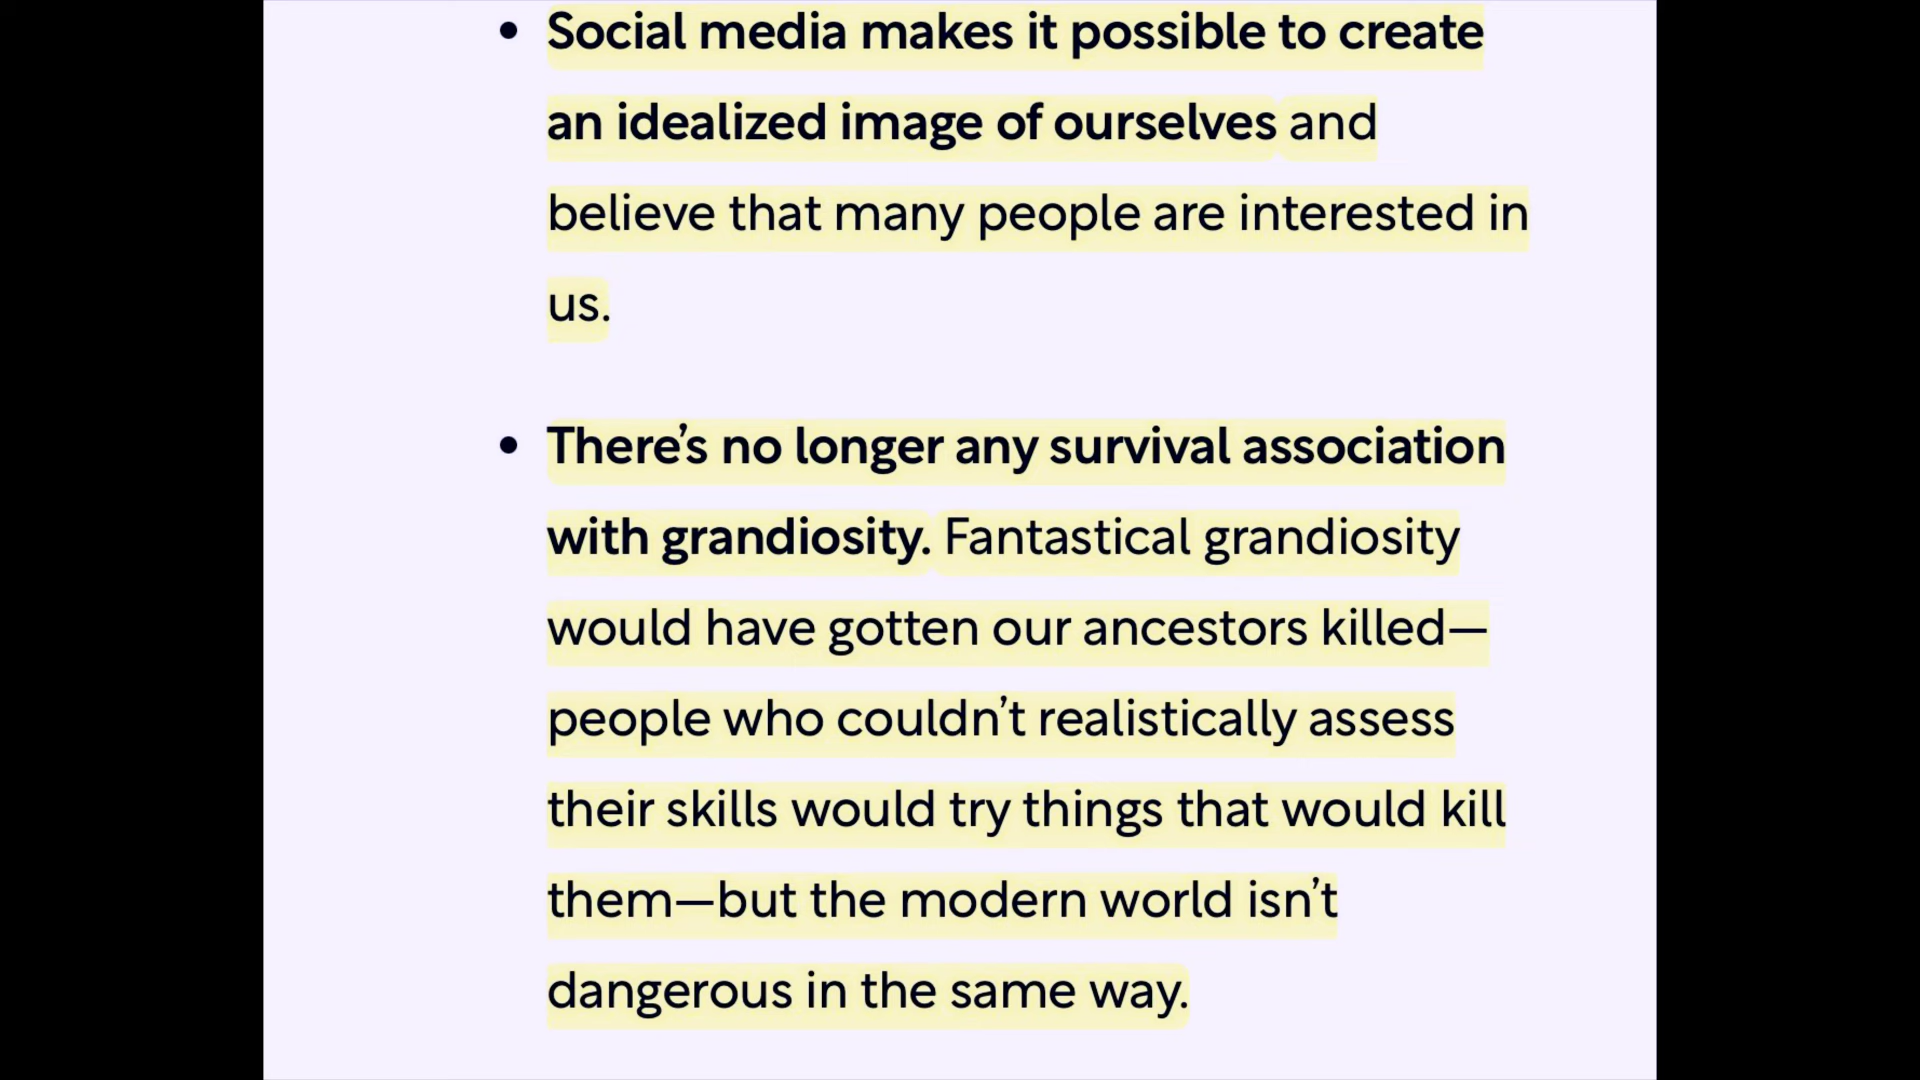 • Social media makes it possible to create
an idealized image of ourselves and
believe that many people are interested in
us.
• There’s no longer any survival association
with grandiosity. Fantastical grandiosity
would have gotten our ancestors killed—
people who couldn’t realistically assess
their skills would try things that would kill
them—but the modern world isn’t
dangerous in the same way.